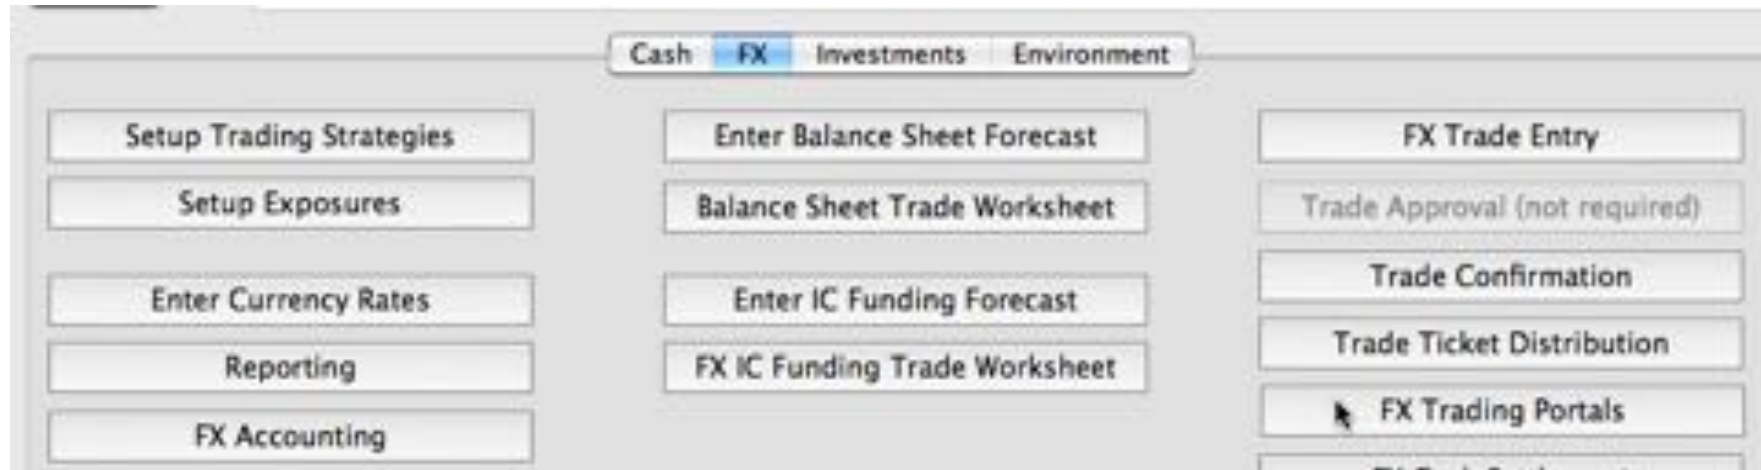 Cash FX Investments Environment
Setup Trading Strategies
Setup Exposures
Enter Currency Rates
Reporting
FX Accounting
Enter Balance Sheet Forecast
Balance Sheet Trade Worksheet
Enter IC Funding Forecast
FX IC Funding Trade Worksheet
FX Trade Entry
Trade Approval (not required)
Trade Confirmation
Trade Ticket Distribution
FX Trading Portals